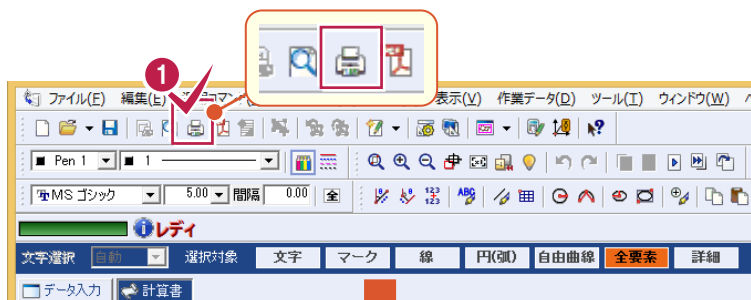 1
ファイル(F) 編集(E) 表示(V) 作業データ(D) ツール(T) ウィンドウ(W)
Pen 1 1
MS ゴシック 5.00 間隔 0.00 全
レディ
文字選択 自動 選択対象 文字 マーク 線 円(弧) 自由曲線 全要素 詳細
データ入力 計算書